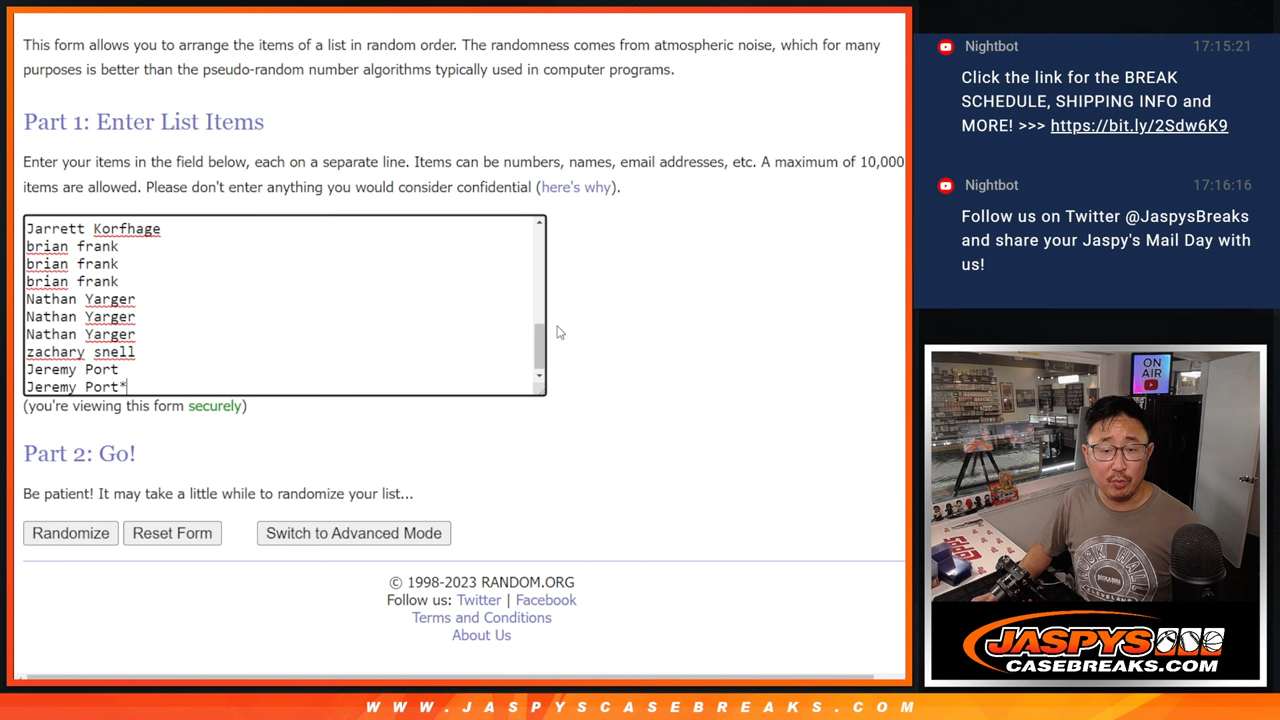 This form allows you to arrange the items of a list in random order. The randomness comes from atmospheric noise, which for many
purposes is better than the pseudo-random number algorithms typically used in computer programs.
Part 1: Enter List Items
Enter your items in the field below, each on a separate line. Items can be numbers, names, email addresses, etc. A maximum of 10,000
items are allowed. Please don't enter anything you would consider confidential (here's why).
Jarrett Korfhage
brian frank
brian frank
brian frank
Nathan Yarger
Nathan Yarger
Nathan Yarger
zachary snell
Jeremy Port
Jeremy Port*
(you're viewing this form securely)
Part 2: Go!
Be patient! It may take a little while to randomize your list...
Randomize Reset Form Switch to Advanced Mode
© 1998-2023 RANDOM.ORG
Follow us: Twitter | Facebook
Terms and Conditions
About Us
Nightbot 17:15:21
Click the link for the BREAK
SCHEDULE, SHIPPING INFO and
MORE! >>> https://bit.ly/2Sdw6K9
Nightbot 17:16:16
Follow us on Twitter @JaspysBreaks
and share your Jaspy's Mail Day with
us!
ON
AIR
ROCK HALL
CLEVELAND
JASPYS
CASEBREAKS.COM
WWW.JASPYSCASEBREAKS.COM